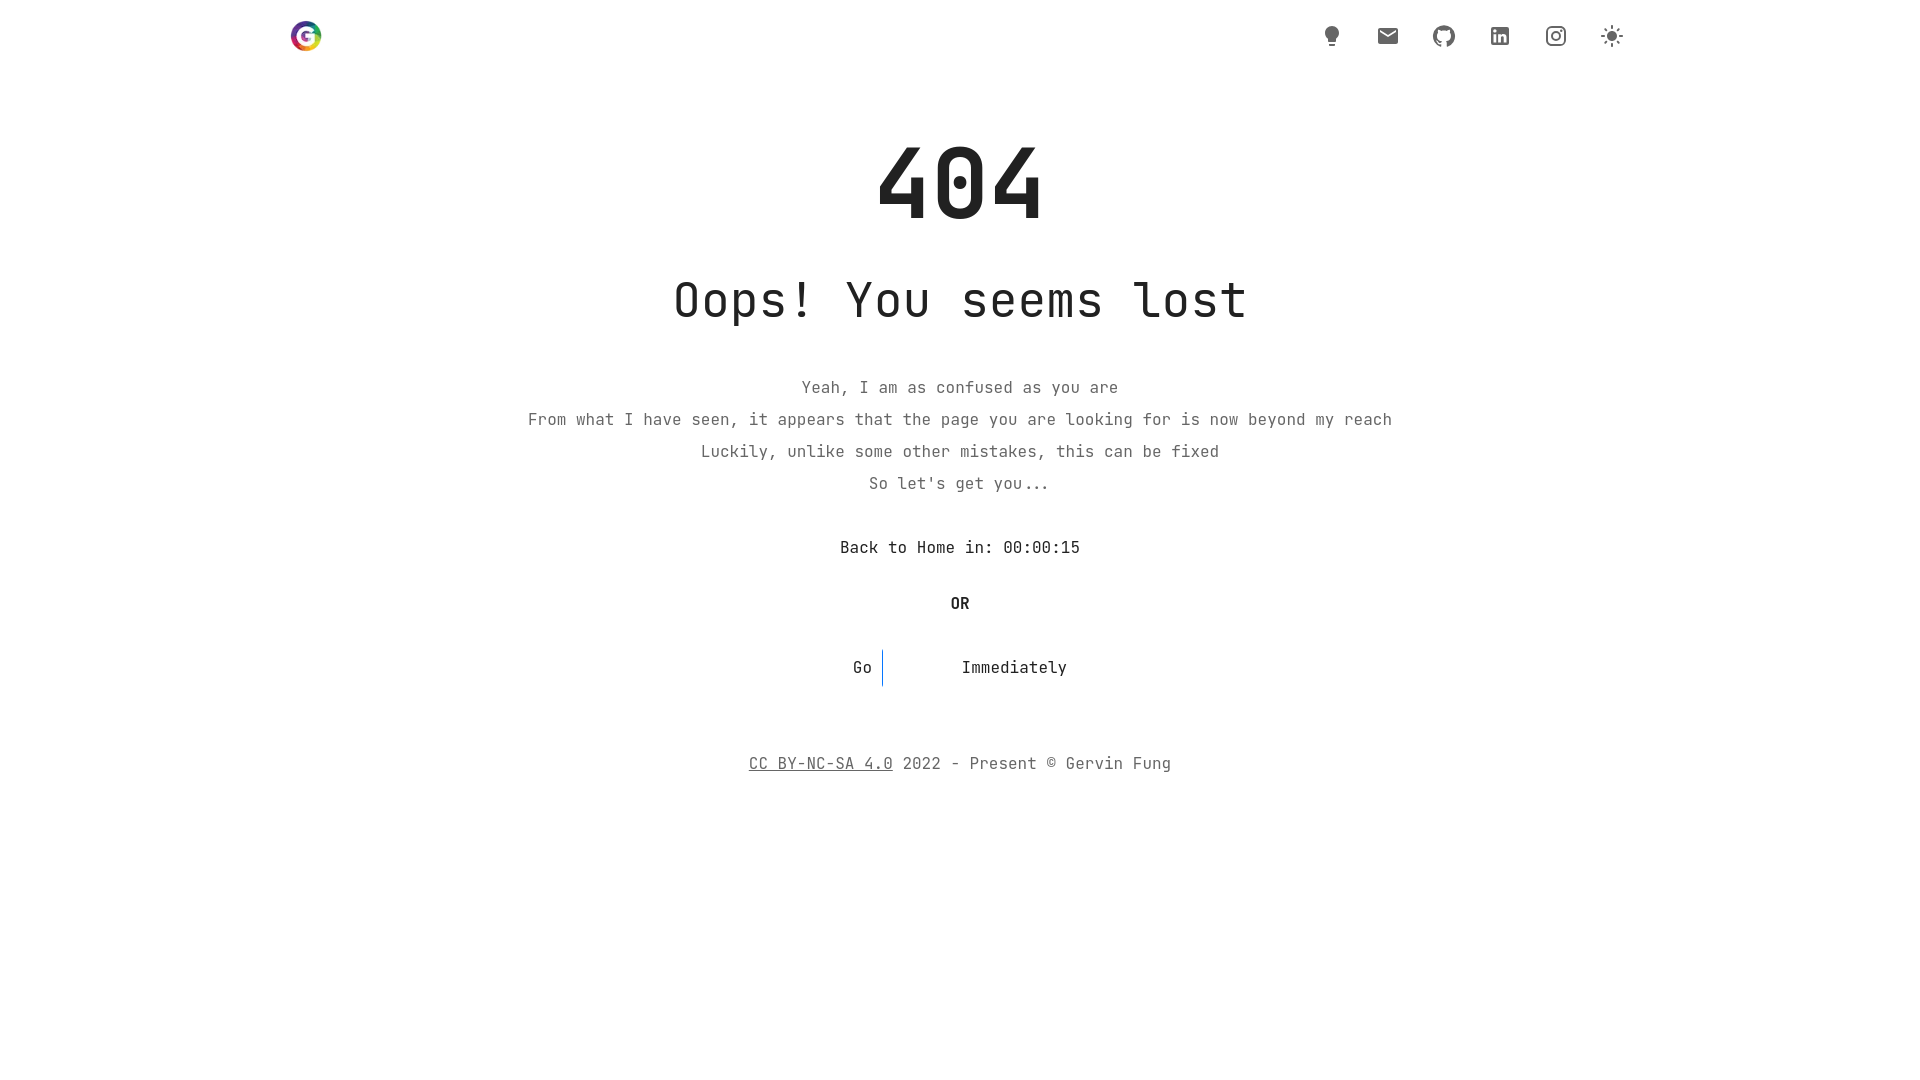 404
Oops! You seems lost
Yeah, I am as confused as you are
From what I have seen, it appears that the page you are looking for is now beyond my reach
Luckily, unlike some other mistakes, this can be fixed
So let's get you...
Back to Home in: 00:00:15
OR
Go Immediately
CC BY-NC-SA 4.0 2022 - Present © Gervin Fung